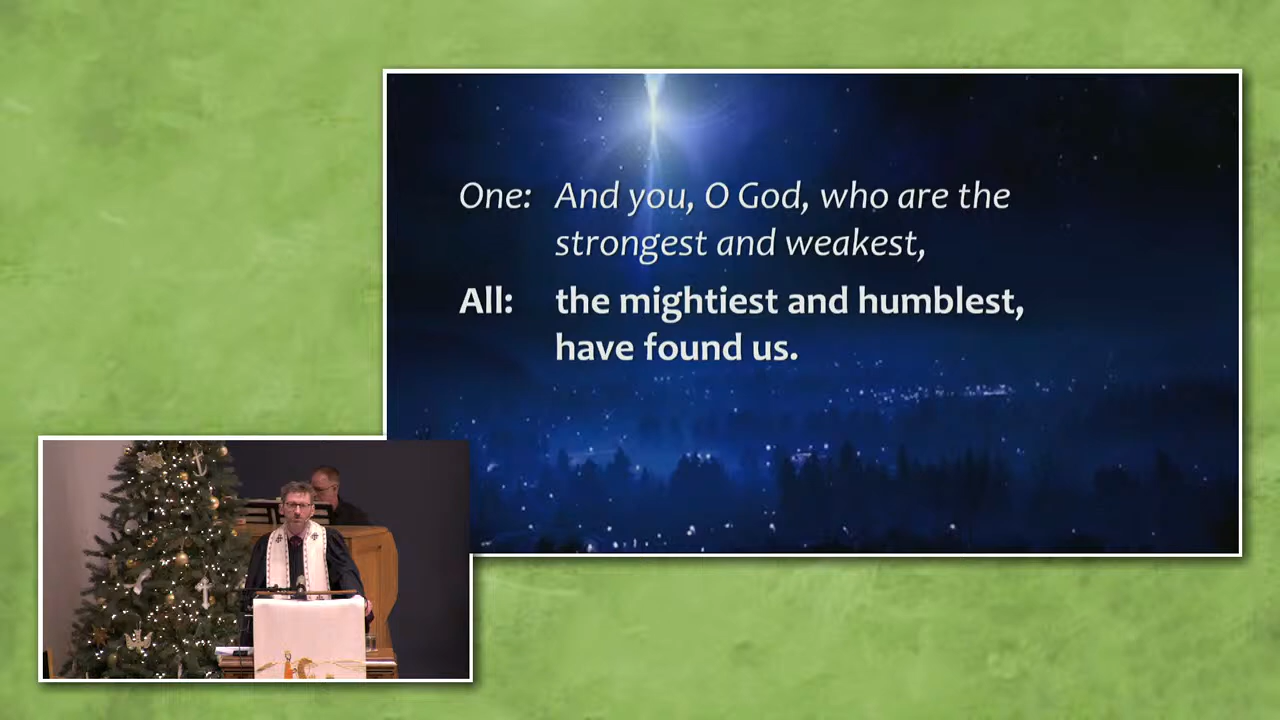 One: And you, O God, who are the
strongest and weakest,
All: the mightiest and humblest,
have found us.